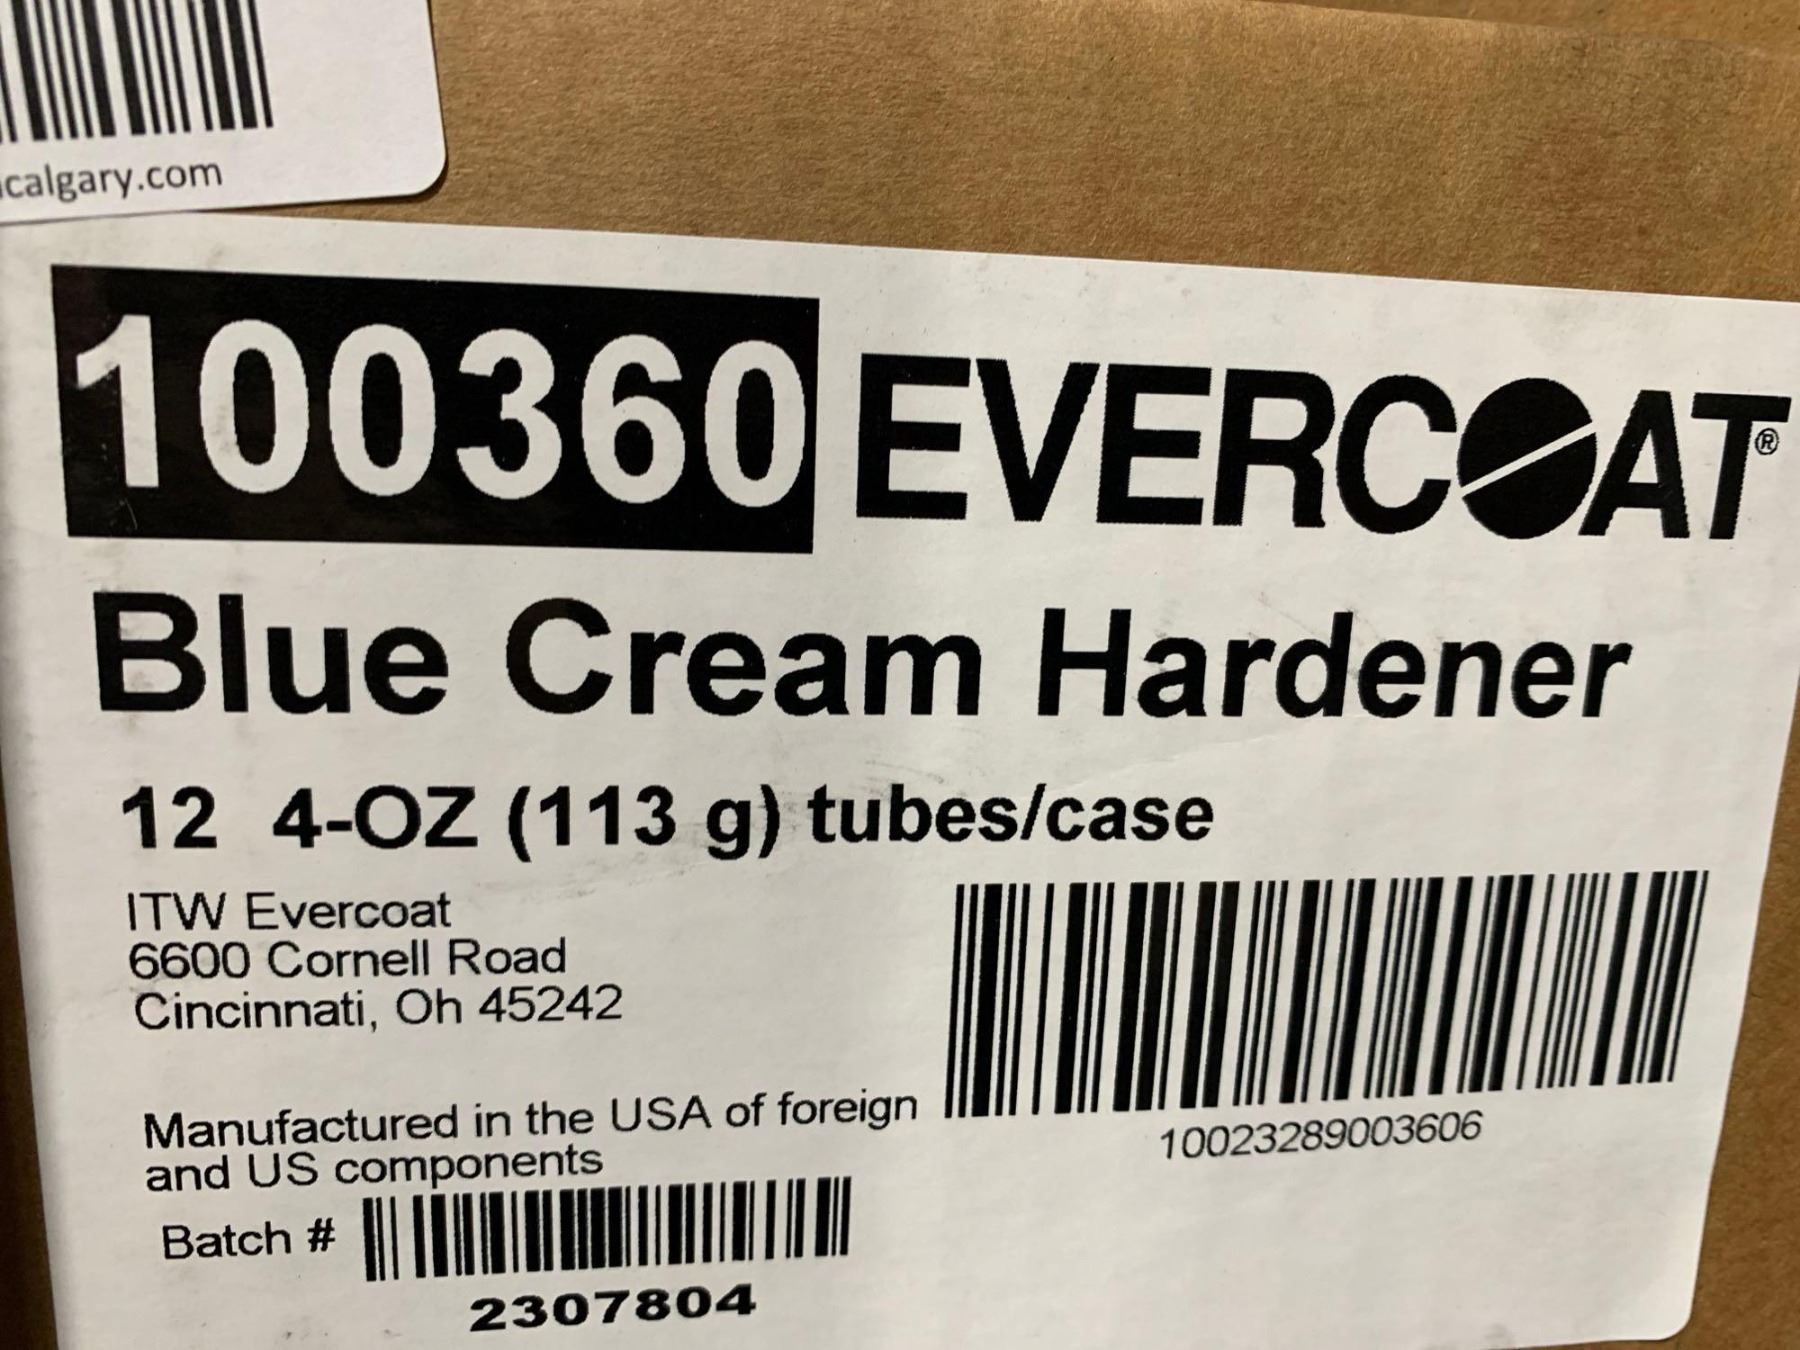 calgary.com
100360 EVERCOAT®
Blue Cream Hardener
12 4-OZ (113 g) tubes/case
ITW Evercoat
6600 Cornell Road
Cincinnati, Oh 45242
Manufactured in the USA of foreign
and US components
10023289003606
Batch #
2307804